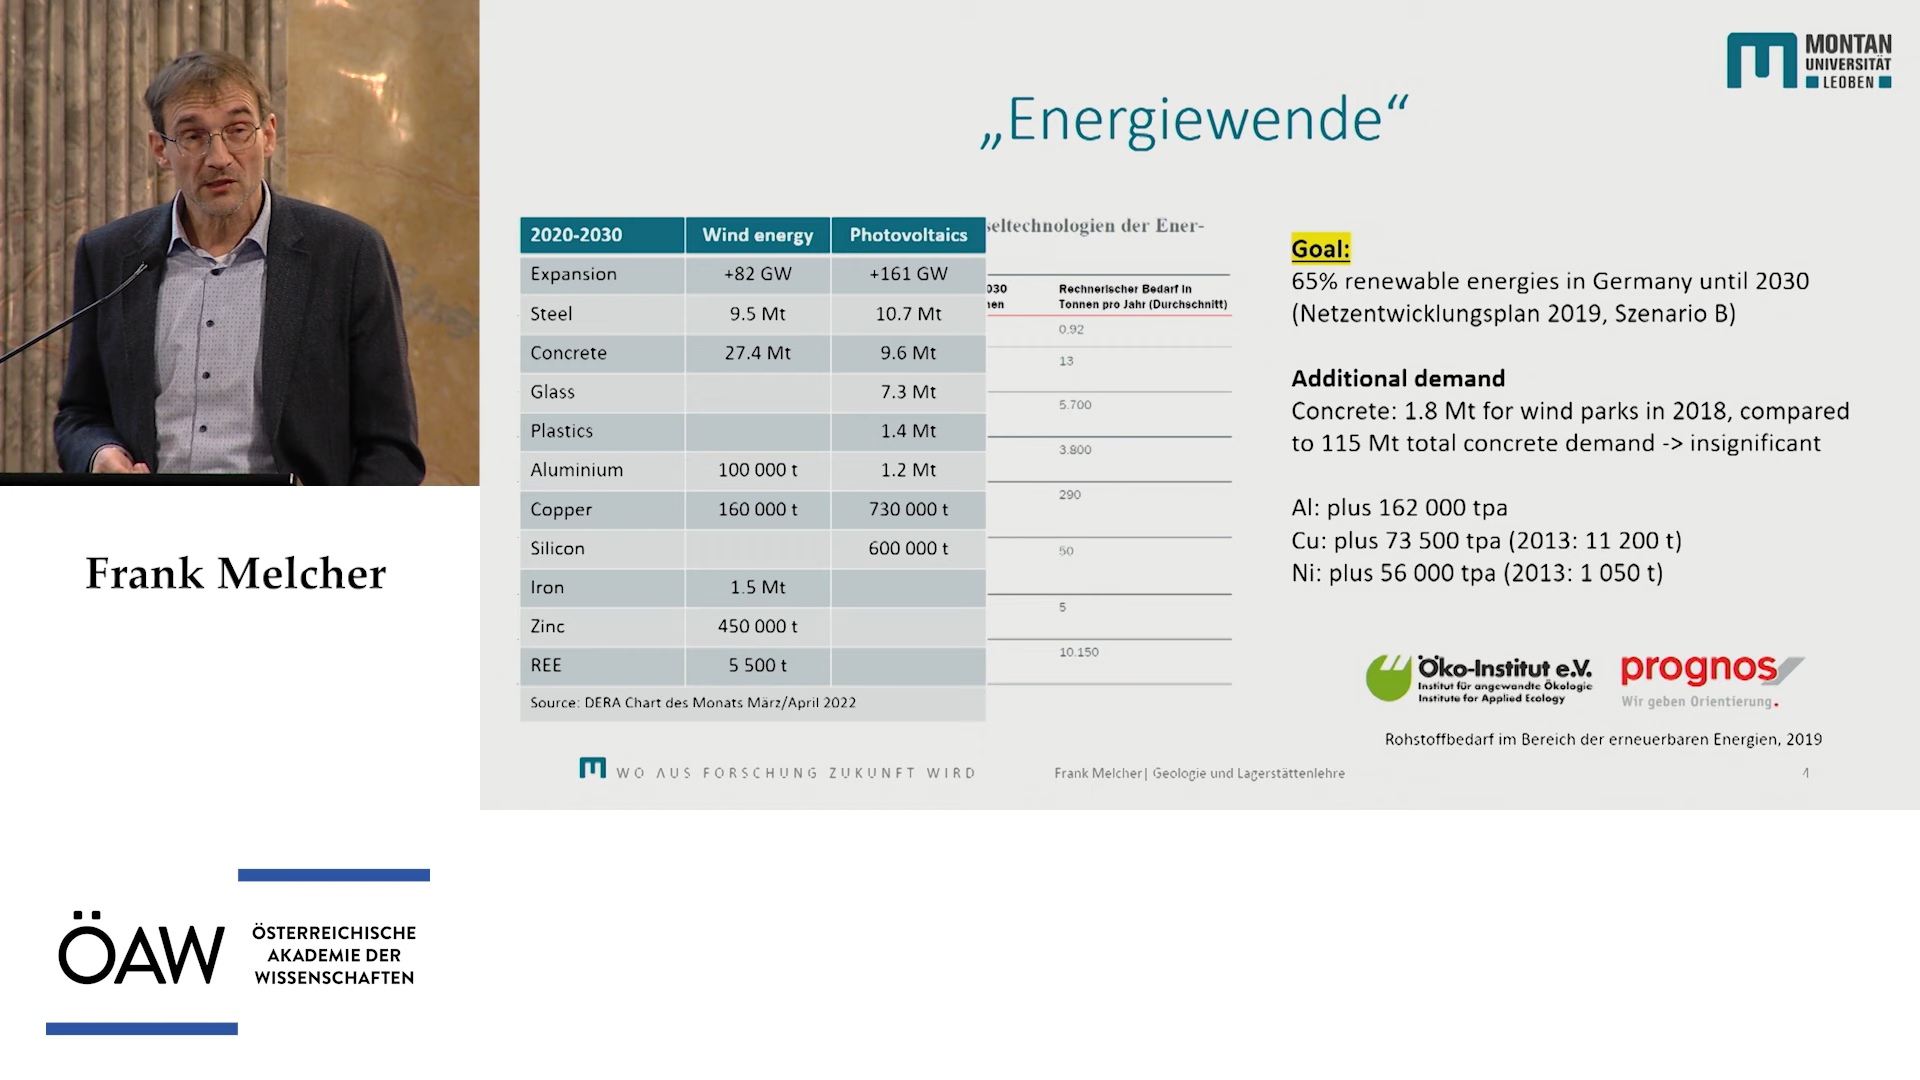 MONTAN
UNIVERSITÄT
LEOBEN
„Energiewende“
2020-2030 Wind energy Photovoltaics
Expansion +82 GW +161 GW
Steel 9.5 Mt 10.7 Mt
Concrete 27.4 Mt 9.6 Mt
Glass 7.3 Mt
Plastics 1.4 Mt
Aluminium 100 000 t 1.2 Mt
Copper 160 000 t 730 000 t
Silicon 600 000 t
Iron 1.5 Mt
Zinc 450 000 t
REE 5 500 t
Source: DERA Chart des Monats März/April 2022
seltechnologien der Ener-
Rechnerischer Bedarf in
Tonnen pro Jahr (Durchschnitt)
0.92
13
5.700
3.800
290
50
5
10.150
Goal:
65% renewable energies in Germany until 2030
(Netzentwicklungsplan 2019, Szenario B)
Additional demand
Concrete: 1.8 Mt for wind parks in 2018, compared
to 115 Mt total concrete demand -> insignificant
Al: plus 162 000 tpa
Cu: plus 73 500 tpa (2013: 11 200 t)
Ni: plus 56 000 tpa (2013: 1 050 t)
Öko-Institut e.V.
Institut für angewandte Ökologie
Institute for Applied Ecology
prognos
Wir geben Orientierung.
Rohstoffbedarf im Bereich der erneuerbaren Energien, 2019
WO AUS FORSCHUNG ZUKUNFT WIRD
Frank Melcher| Geologie und Lagerstättenlehre
4
Frank Melcher
ÖAW
ÖSTERREICHISCHE
AKADEMIE DER
WISSENSCHAFTEN